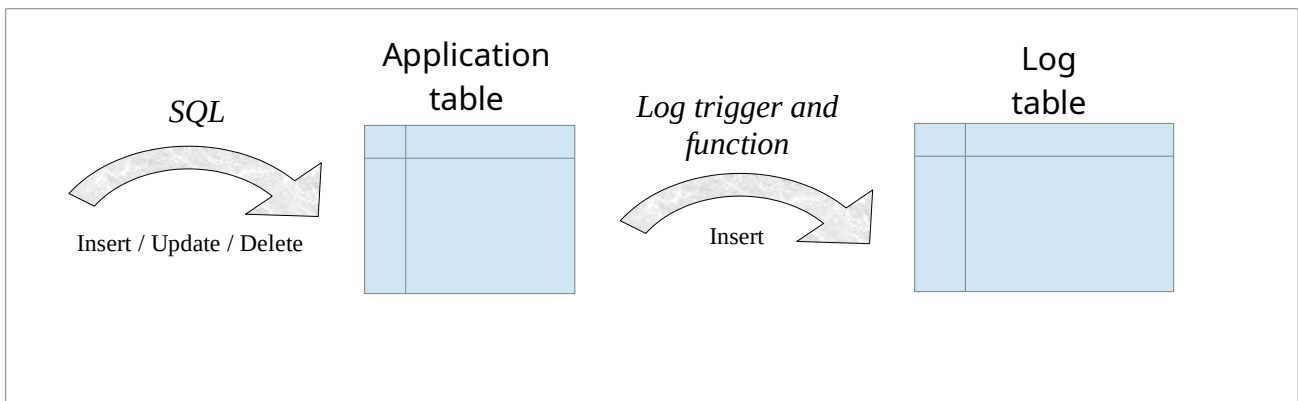 SQL
Insert / Update / Delete
Application
table
Log trigger and
function
Insert
Log
table